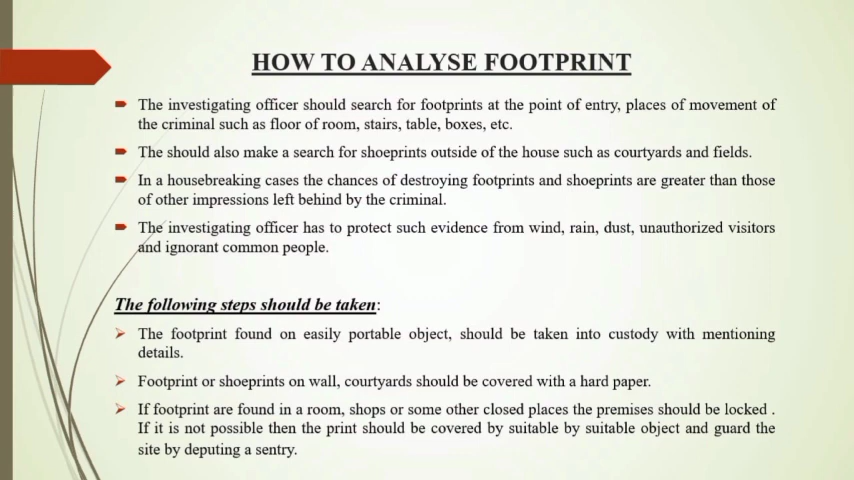 HOW TO ANALYSE FOOTPRINT
The investigating officer should search for footprints at the point of entry, places of movement of
the criminal such as floor of room, stairs, table, boxes, etc.
The should also make a search for shoeprints outside of the house such as courtyards and fields.
In a housebreaking cases the chances of destroying footprints and shoeprints are greater than those
of other impressions left behind by the criminal.
The investigating officer has to protect such evidence from wind, rain, dust, unauthorized visitors
and ignorant common people.
The following steps should be taken:
The footprint found on easily portable object, should be taken into custody with mentioning
details.
Footprint or shoeprints on wall, courtyards should be covered with a hard paper.
If footprint are found in a room, shops or some other closed places the premises should be locked .
If it is not possible then the print should be covered by suitable by suitable object and guard the
site by deputing a sentry.